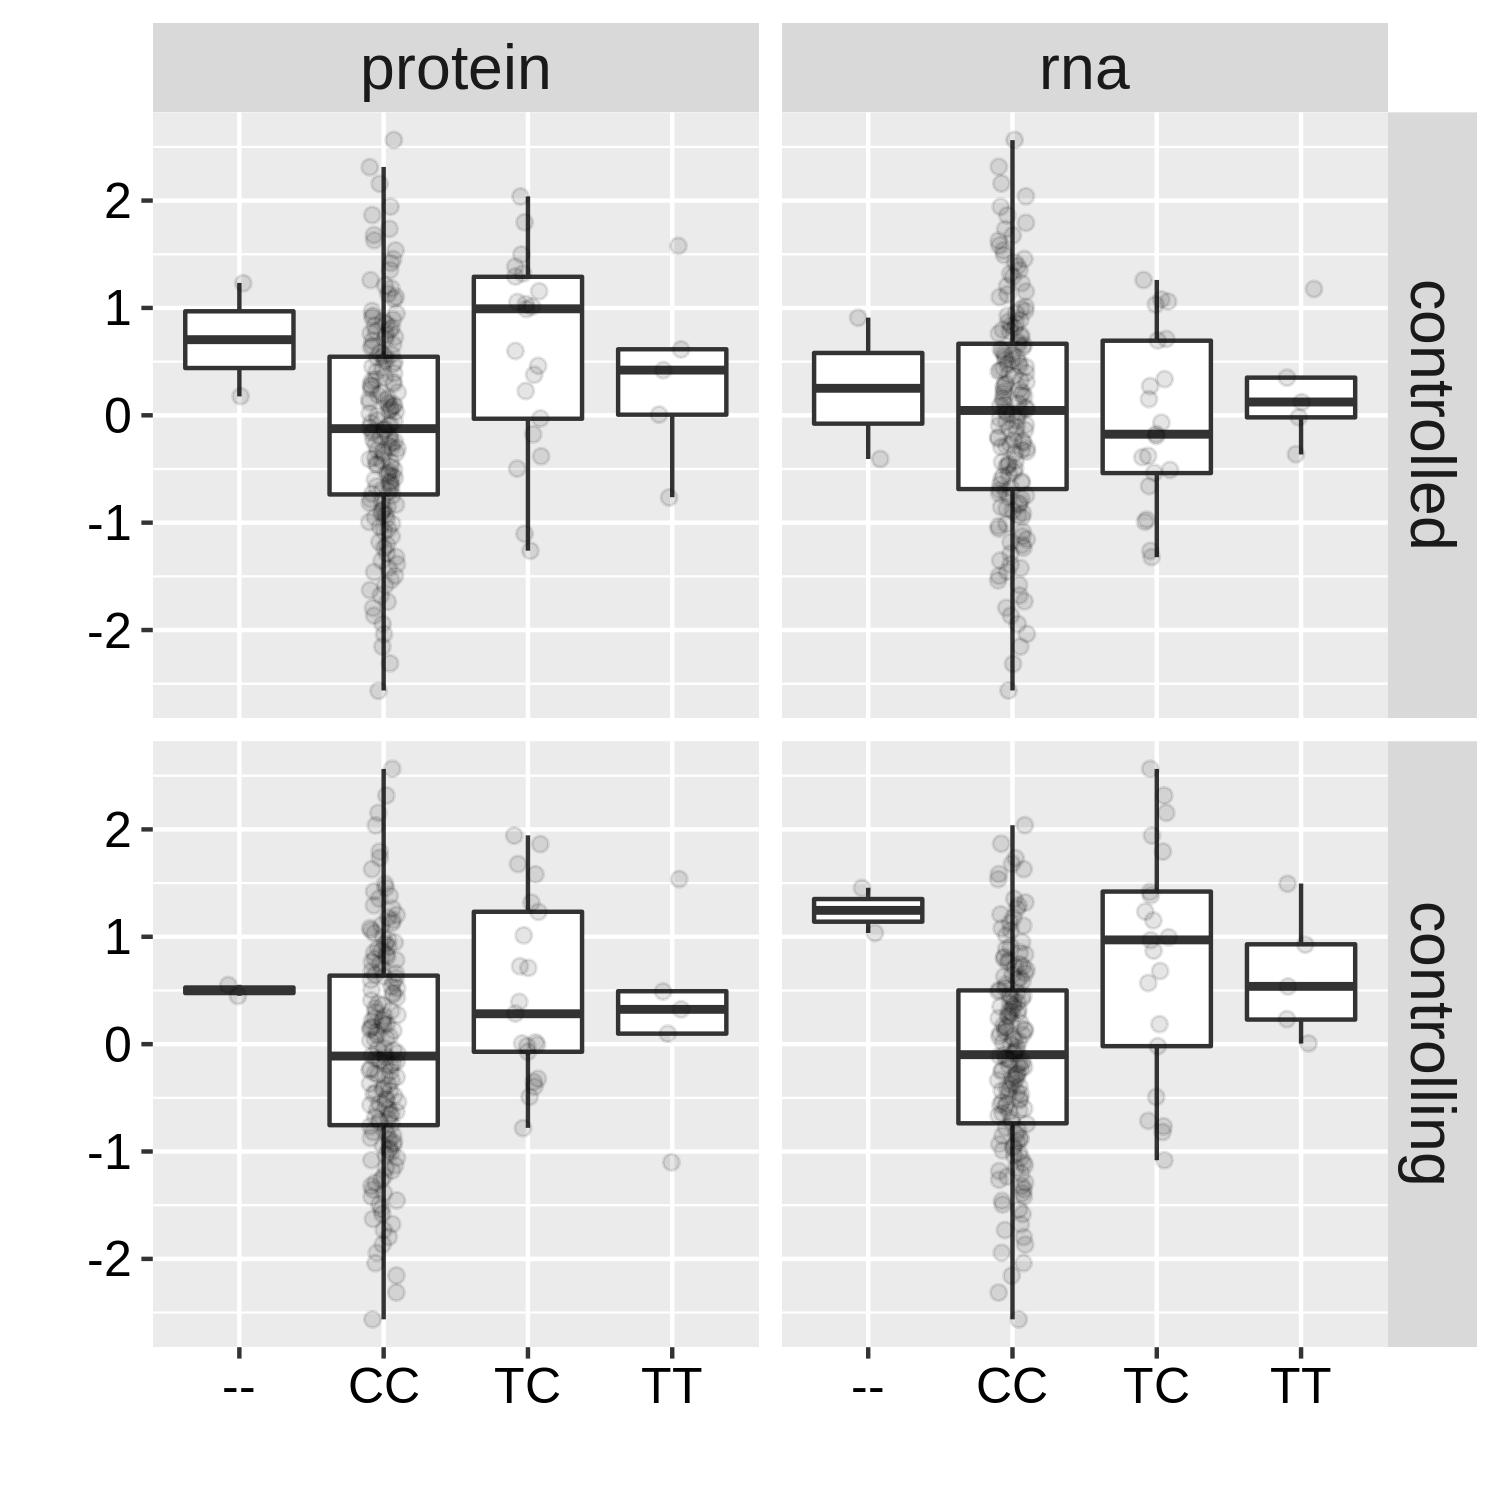 protein rna
2
1
0
-1
-2
controlled
2
1
0
-1
-2
controlling
-- CC TC TT -- CC TC TT